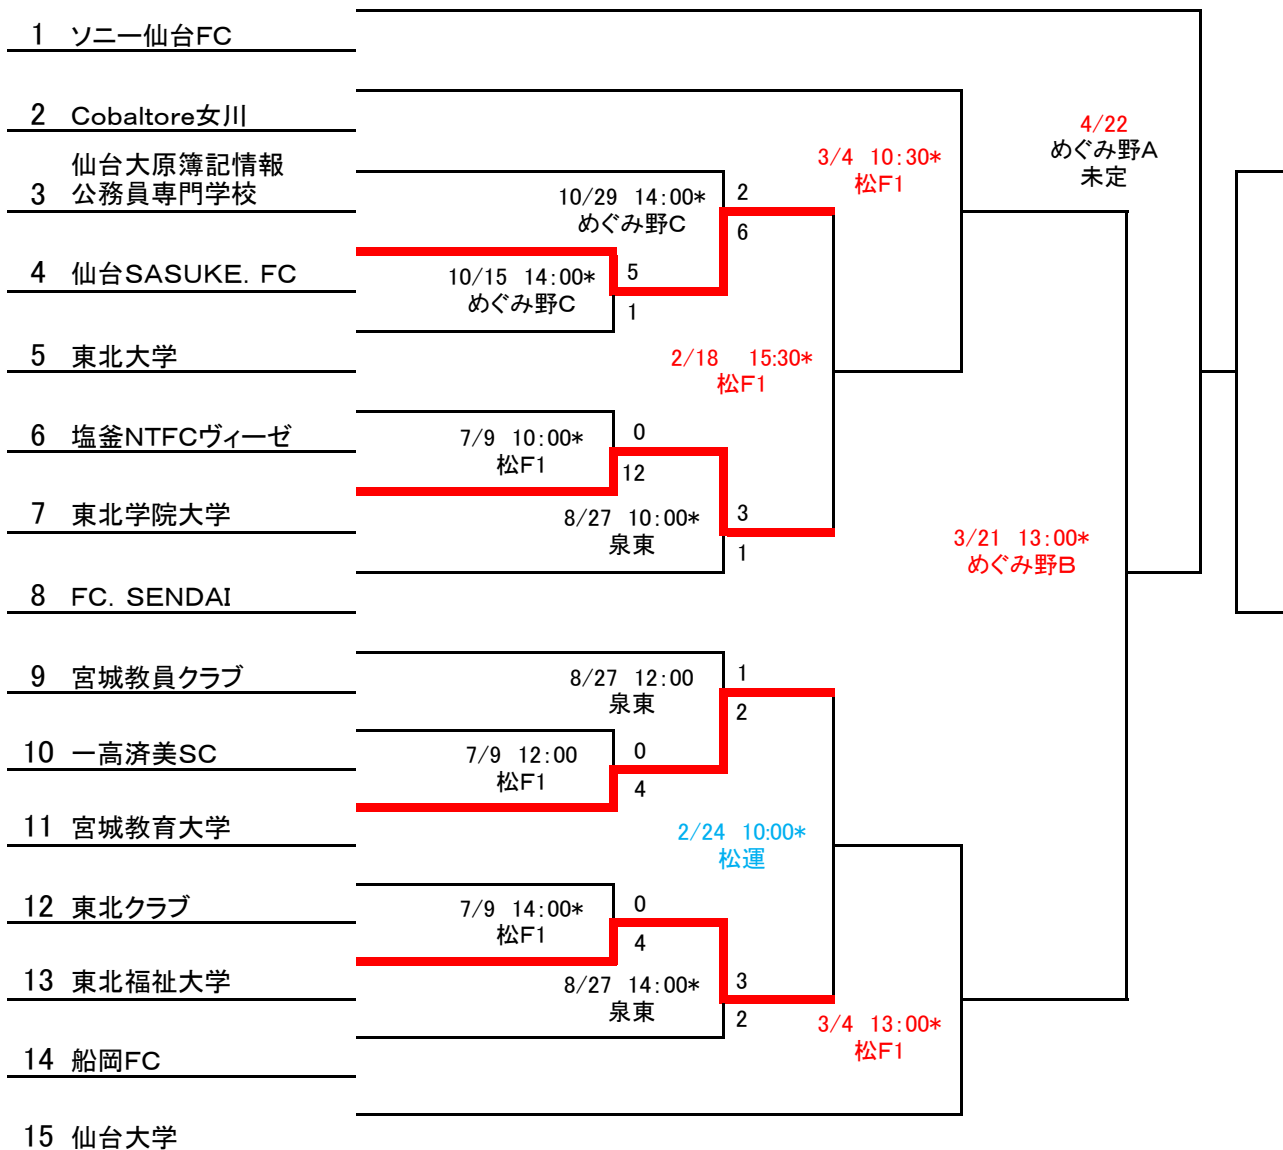 1 ソニー仙台FC
2 Cobaltore女川
4/22
めぐみ野A
未定
3/4 10:30*
松F1
仙台大原簿記情報
3 公務員専門学校
10/29 14:00*
めぐみ野C
2
6
4 仙台SASUKE. FC
10/15 14:00*
めぐみ野C
5
1
5 東北大学
2/18 15:30*
松F1
6 塩釜NTFCヴィーゼ
7/9 10:00*
松F1
0
12
7 東北学院大学
8/27 10:00*
泉東
3
1
3/21 13:00*
めぐみ野B
8 FC. SENDAI
9 宮城教員クラブ
8/27 12:00
泉東
1
2
10 一高済美SC
7/9 12:00
松F1
0
4
11 宮城教育大学
2/24 10:00*
松運
12 東北クラブ
7/9 14:00*
松F1
0
4
13 東北福祉大学
8/27 14:00*
泉東
3
2
3/4 13:00*
松F1
14 船岡FC
15 仙台大学